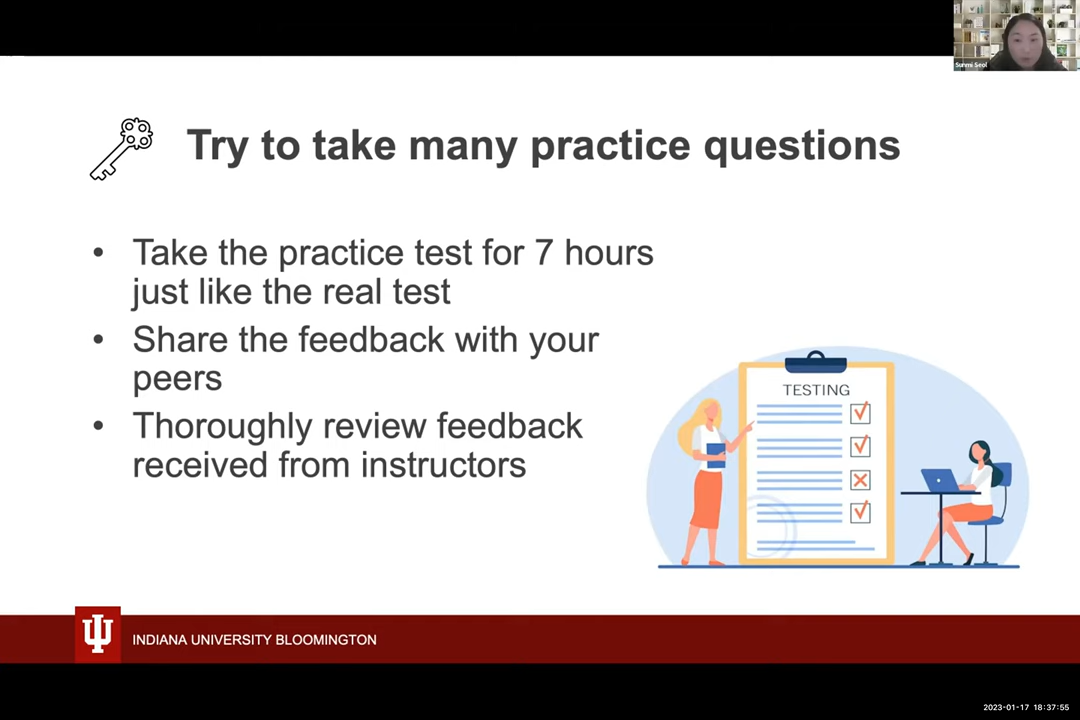 Sunmi Seol
Try to take many practice questions
• Take the practice test for 7 hours
just like the real test
• Share the feedback with your
peers
• Thoroughly review feedback
received from instructors
TESTING
INDIANA UNIVERSITY BLOOMINGTON
2023-01-17 18:37:55